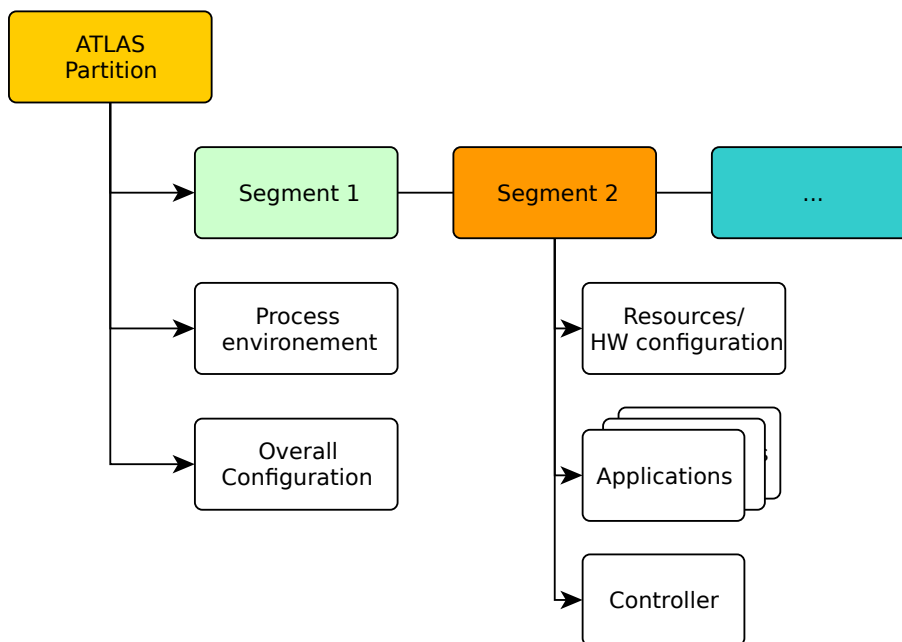 ATLAS
Partition
Segment 1
Segment 2
...
Process
environement
Resources/
HW configuration
Overall
Configuration
Applications
Controller